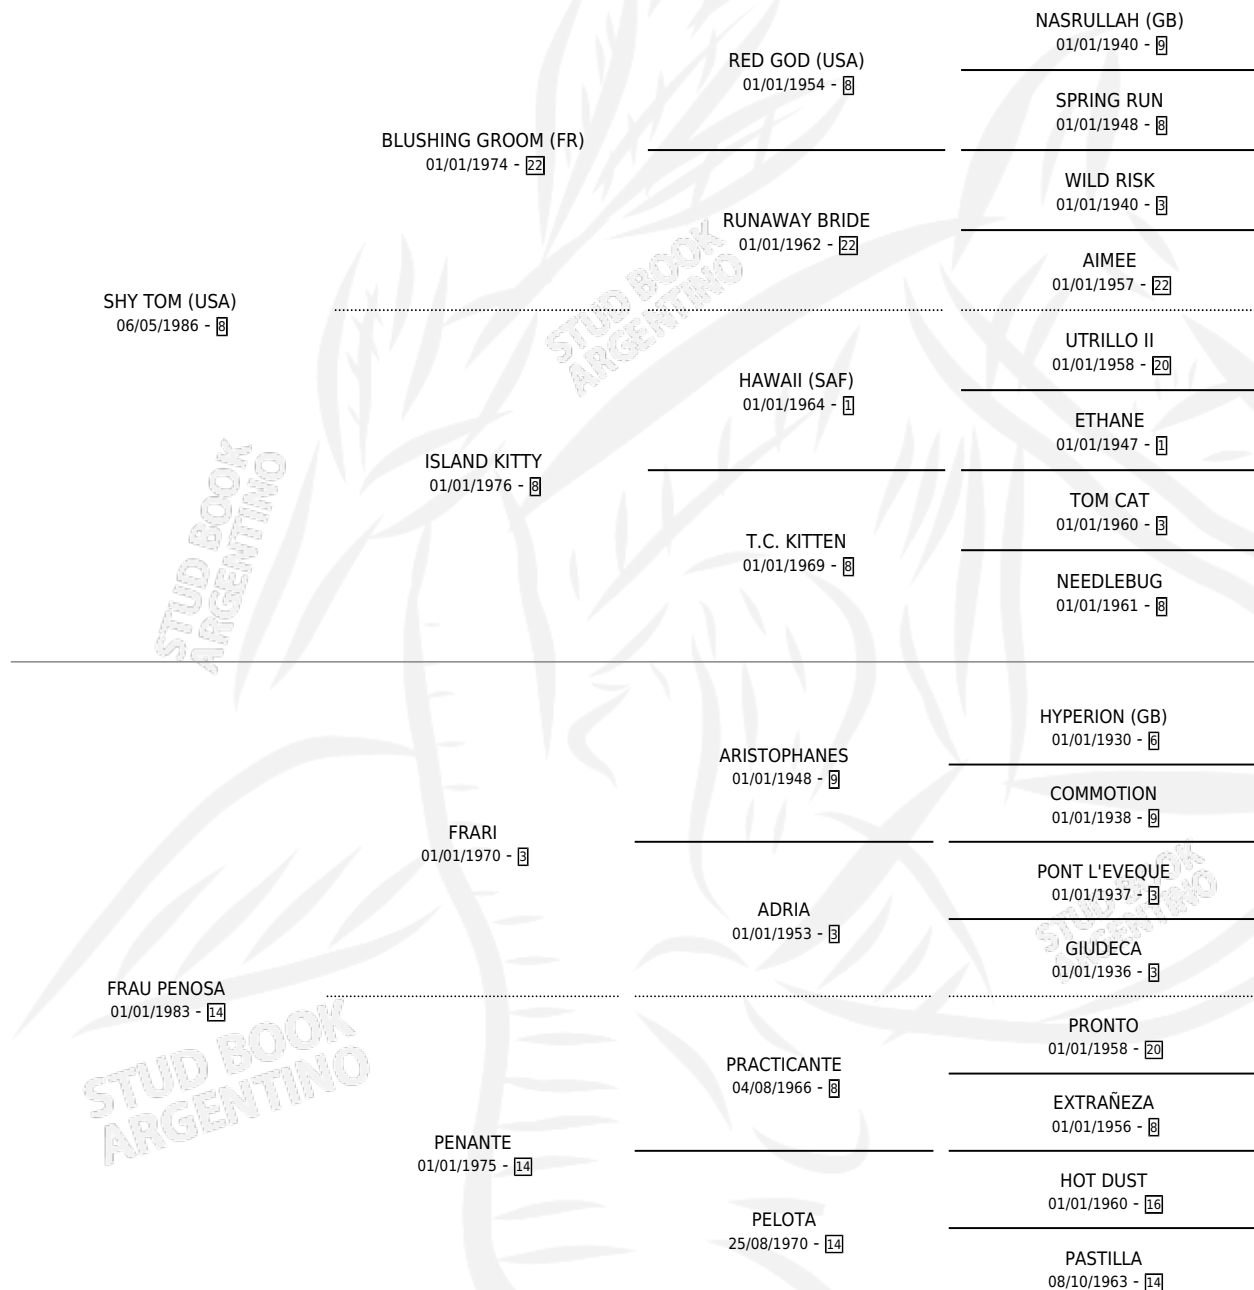 NASRULLAH (GB)
01/01/1940 - 9
RED GOD (USA)
01/01/1954 - 8
SPRING RUN
01/01/1948 - 8
BLUSHING GROOM (FR)
01/01/1974 - 22
WILD RISK
01/01/1940 - 3
RUNAWAY BRIDE
01/01/1962 - 22
AIMEE
01/01/1957 - 22
SHY TOM (USA)
06/05/1986 - 8
UTRILLO II
01/01/1958 - 20
HAWAII (SAF)
01/01/1964 - 1
ETHANE
01/01/1947 - 1
ISLAND KITTY
01/01/1976 - 8
TOM CAT
01/01/1960 - 3
T.C. KITTEN
01/01/1969 - 8
NEEDLEBUG
01/01/1961 - 8
STUD BOOK
ARGENTINO
STUD BOOK
ARGENTINO
HYPERION (GB)
01/01/1930 - 6
ARISTOPHANES
01/01/1948 - 9
COMMOTION
01/01/1938 - 9
FRARI
01/01/1970 - 3
PONT L'EVEQUE
01/01/1937 - 3
ADRIA
01/01/1953 - 3
GIUDECA
01/01/1936 - 3
STUD BOOK
ARGENTINO
FRAU PENOSA
01/01/1983 - 14
PRONTO
01/01/1958 - 20
PRACTICANTE
04/08/1966 - 8
EXTRAÑEZA
01/01/1956 - 8
STUD BOOK
ARGENTINO
PENANTE
01/01/1975 - 14
HOT DUST
01/01/1960 - 16
PELOTA
25/08/1970 - 14
PASTILLA
08/10/1963 - 14